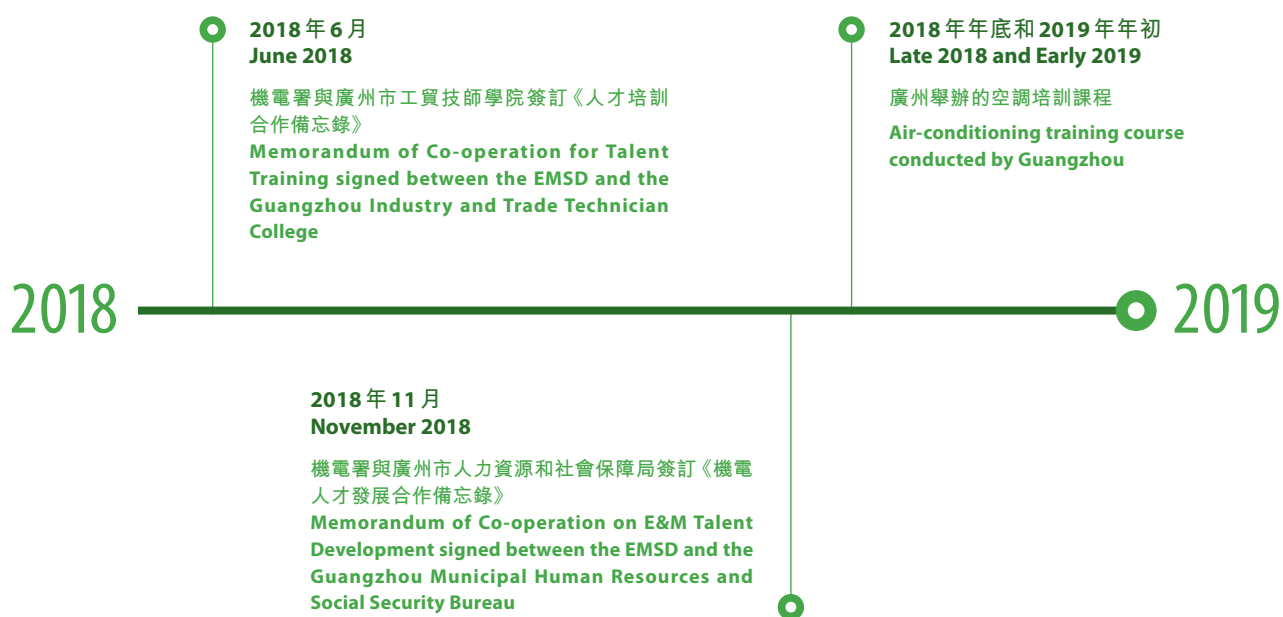 2018年6月
June 2018
機電署與廣州市工貿技師學院簽訂《人才培訓
合作備忘錄》
Memorandum of Co-operation for Talent
Training signed between the EMSD and the
Guangzhou Industry and Trade Technician
College
2018年年底和2019年年初
Late 2018 and Early 2019
廣州舉辦的空調培訓課程
Air-conditioning training course
conducted by Guangzhou
2018
2019
2018年11月
November 2018
機電署與廣州市人力資源和社會保障局簽訂《機電
人才發展合作備忘錄》
Memorandum of Co-operation on E&M Talent
Development signed between the EMSD and the
Guangzhou Municipal Human Resources and
Social Security Bureau